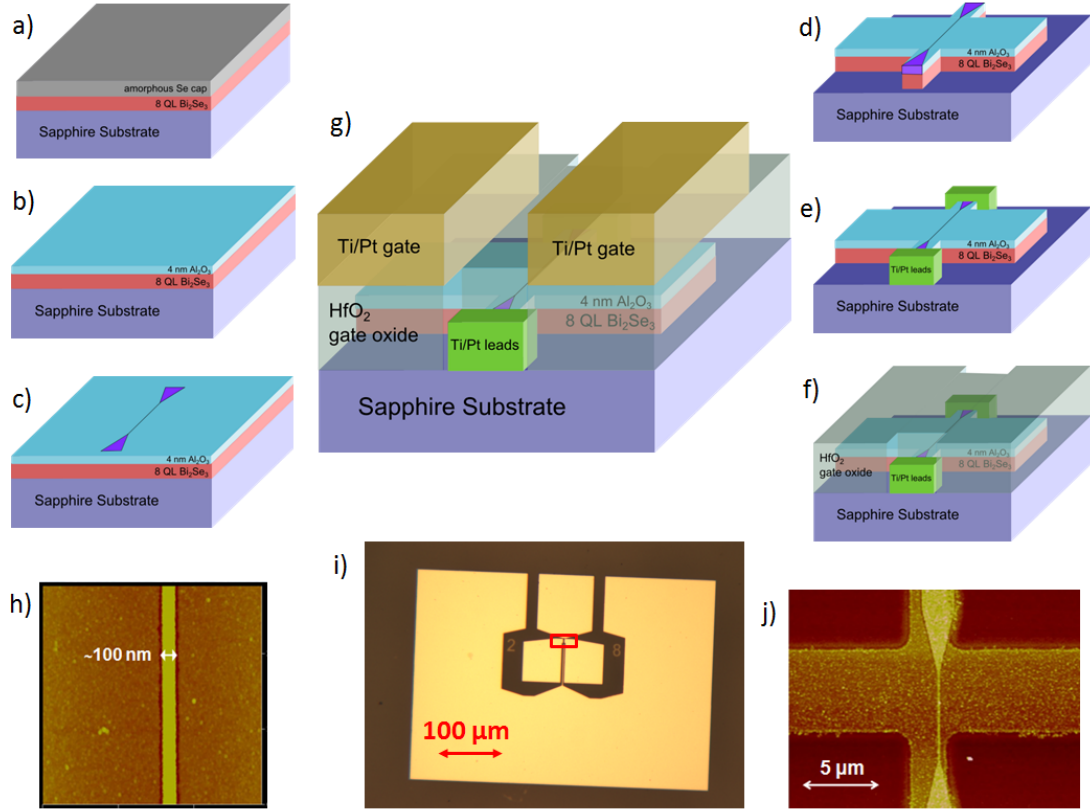 a)
amorphous Se cap
8 QL Bi₂Se₃
Sapphire Substrate
b)
4 nm Al₂O₃
8 QL Bi₂Se₃
Sapphire Substrate
c)
4 nm Al₂O₃
8 QL Bi₂Se₃
Sapphire Substrate
g)
Ti/Pt gate
Ti/Pt gate
HfO₂
gate oxide
4 nm Al₂O₃
8 QL Bi₂Se₃
Ti/Pt leads
Sapphire Substrate
d)
4 nm Al₂O₃
8 QL Bi₂Se₃
Sapphire Substrate
e)
4 nm Al₂O₃
8 QL Bi₂Se₃
Ti/Pt leads
Sapphire Substrate
f)
HfO₂
gate oxide
4 nm Al₂O₃
8 QL Bi₂Se₃
Ti/Pt leads
Sapphire Substrate
h)
~100 nm
i)
2
8
100 µm
j)
5 µm